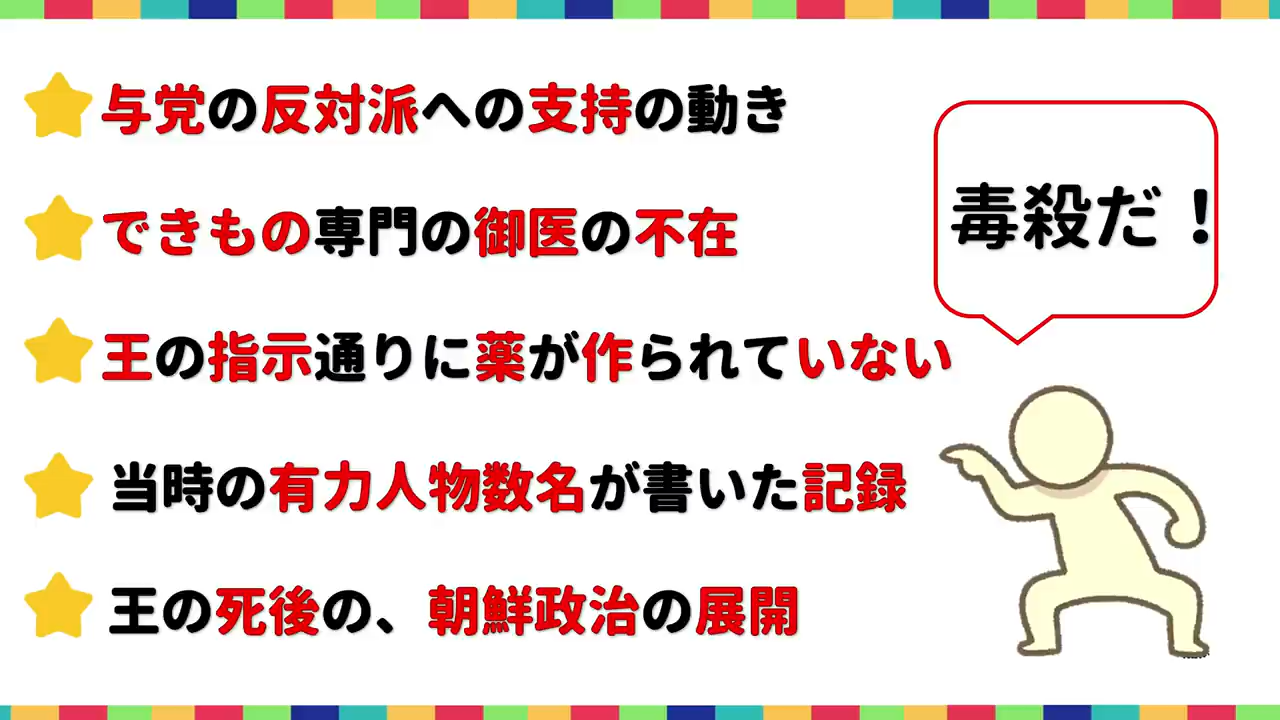 与党の反対派への支持の動き
できもの専門の御医の不在
王の指示通りに薬が作られていない
当時の有力人物数名が書いた記録
王の死後の、朝鮮政治の展開
毒殺だ！